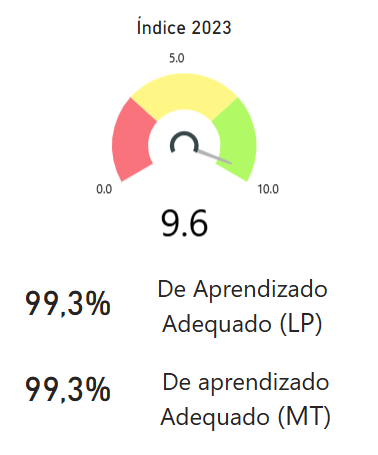 Índice 2023
5.0
0.0
10.0
9.6
99,3%
De Aprendizado
Adequado (LP)
99,3%
De aprendizado
Adequado (MT)